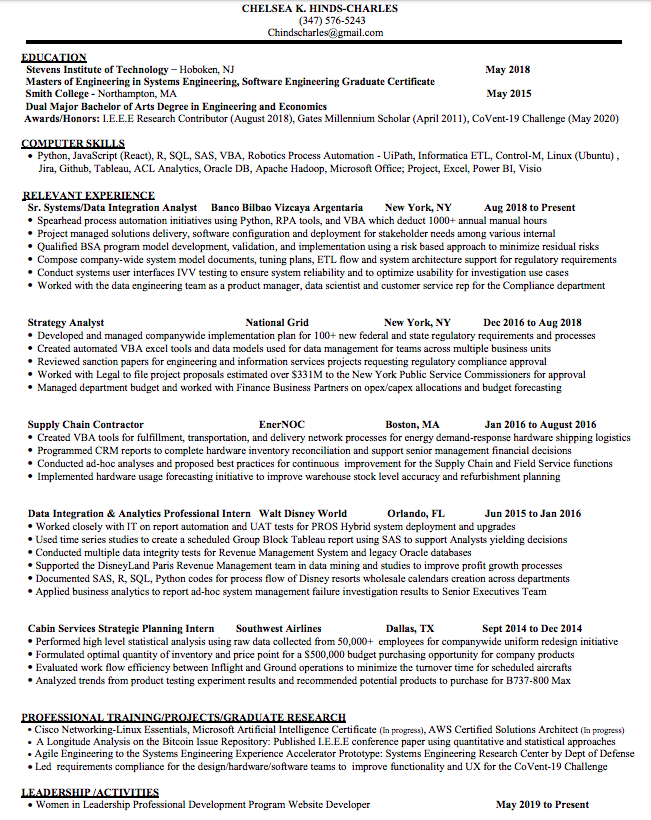 CHELSEA K. HINDS-CHARLES
(347) 576-5243
Chindscharles@gmail.com
EDUCATION
Stevens Institute of Technology – Hoboken, NJ May 2018
Masters of Engineering in Systems Engineering, Software Engineering Graduate Certificate
Smith College - Northampton, MA May 2015
Dual Major Bachelor of Arts Degree in Engineering and Economics
Awards/Honors: I.E.E.E Research Contributor (August 2018), Gates Millennium Scholar (April 2011), CoVent-19 Challenge (May 2020)
COMPUTER SKILLS
• Python, JavaScript (React), R, SQL, SAS, VBA, Robotics Process Automation - UiPath, Informatica ETL, Control-M, Linux (Ubuntu) ,
Jira, Github, Tableau, ACL Analytics, Oracle DB, Apache Hadoop, Microsoft Office; Project, Excel, Power BI, Visio
RELEVANT EXPERIENCE
Sr. Systems/Data Integration Analyst Banco Bilbao Vizcaya Argentaria New York, NY Aug 2018 to Present
• Spearhead process automation initiatives using Python, RPA tools, and VBA which deduct 1000+ annual manual hours
• Project managed solutions delivery, software configuration and deployment for stakeholder needs among various internal
• Qualified BSA program model development, validation, and implementation using a risk based approach to minimize residual risks
• Compose company-wide system model documents, tuning plans, ETL flow and system architecture support for regulatory requirements
• Conduct systems user interfaces IVV testing to ensure system reliability and to optimize usability for investigation use cases
• Worked with the data engineering team as a product manager, data scientist and customer service rep for the Compliance department
Strategy Analyst National Grid New York, NY Dec 2016 to Aug 2018
• Developed and managed companywide implementation plan for 100+ new federal and state regulatory requirements and processes
• Created automated VBA excel tools and data models used for data management for teams across multiple business units
• Reviewed sanction papers for engineering and information services projects requesting regulatory compliance approval
• Worked with Legal to file project proposals estimated over $331M to the New York Public Service Commissioners for approval
• Managed department budget and worked with Finance Business Partners on opex/capex allocations and budget forecasting
Supply Chain Contractor EnerNOC Boston, MA Jan 2016 to August 2016
• Created VBA tools for fulfillment, transportation, and delivery network processes for energy demand-response hardware shipping logistics
• Programmed CRM reports to complete hardware inventory reconciliation and support senior management financial decisions
• Conducted ad-hoc analyses and proposed best practices for continuous improvement for the Supply Chain and Field Service functions
• Implemented hardware usage forecasting initiative to improve warehouse stock level accuracy and refurbishment planning
Data Integration & Analytics Professional Intern Walt Disney World Orlando, FL Jun 2015 to Jan 2016
• Worked closely with IT on report automation and UAT tests for PROS Hybrid system deployment and upgrades
• Used time series studies to create a scheduled Group Block Tableau report using SAS to support Analysts yielding decisions
• Conducted multiple data integrity tests for Revenue Management System and legacy Oracle databases
• Supported the DisneyLand Paris Revenue Management team in data mining and studies to improve profit growth processes
• Documented SAS, R, SQL, Python codes for process flow of Disney resorts wholesale calendars creation across departments
• Applied business analytics to report ad-hoc system management failure investigation results to Senior Executives Team
Cabin Services Strategic Planning Intern Southwest Airlines Dallas, TX Sept 2014 to Dec 2014
• Performed high level statistical analysis using raw data collected from 50,000+ employees for companywide uniform redesign initiative
• Formulated optimal quantity of inventory and price point for a $500,000 budget purchasing opportunity for company products
• Evaluated work flow efficiency between Inflight and Ground operations to minimize the turnover time for scheduled aircrafts
• Analyzed trends from product testing experiment results and recommended potential products to purchase for B737-800 Max
PROFESSIONAL TRAINING/PROJECTS/GRADUATE RESEARCH
• Cisco Networking-Linux Essentials, Microsoft Artificial Intelligence Certificate (In progress), AWS Certified Solutions Architect (In progress)
• A Longitude Analysis on the Bitcoin Issue Repository: Published I.E.E.E conference paper using quantitative and statistical approaches
• Agile Engineering to the Systems Engineering Experience Accelerator Prototype: Systems Engineering Research Center by Dept of Defense
• Led requirements compliance for the design/hardware/software teams to improve functionality and UX for the CoVent-19 Challenge
LEADERSHIP /ACTIVITIES
• Women in Leadership Professional Development Program Website Developer May 2019 to Present